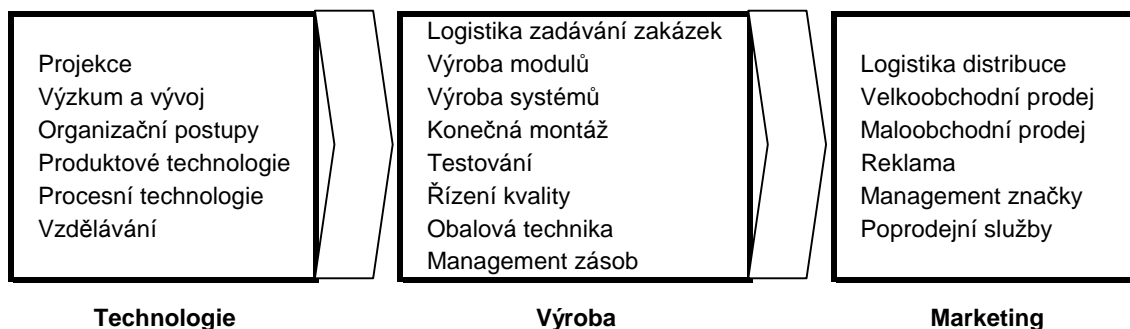 Projekce
Výzkum a vývoj
Organizační postupy
Produktové technologie
Procesní technologie
Vzdělávání
Technologie
Logistika zadávání zakázek
Výroba modulů
Výroba systémů
Konečná montáž
Testování
Řízení kvality
Obalová technika
Management zásob
Výroba
Logistika distribuce
Velkoobchodní prodej
Maloobchodní prodej
Reklama
Management značky
Poprodejní služby
Marketing